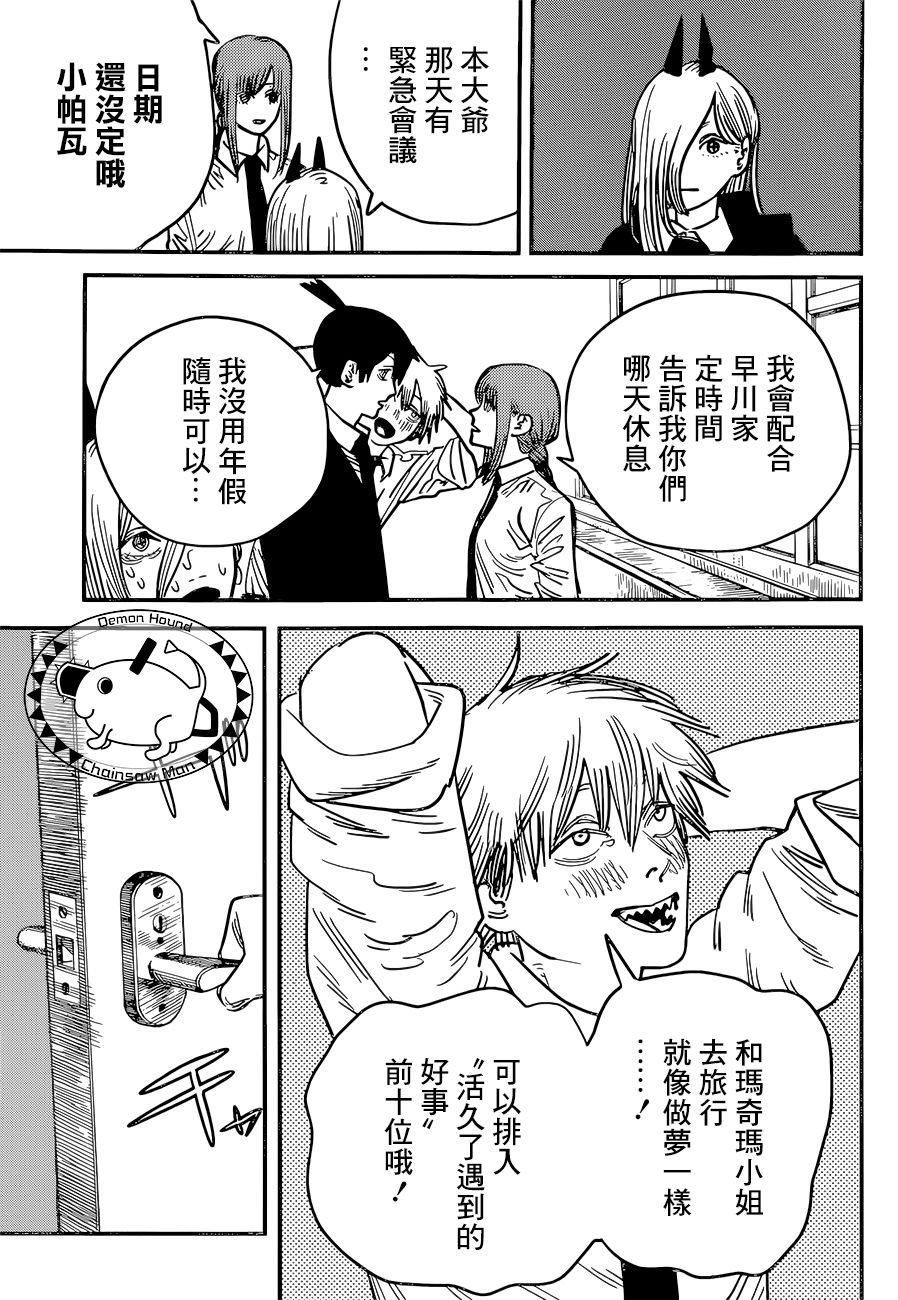 本大爺
那天有
緊急會議
…
日期
還沒定哦
小帕瓦
我會配合
早川家
定時間
告訴我你們
哪天休息
我沒用年假
隨時可以…
和瑪奇瑪小姐
去旅行
就像做夢一樣
……！
可以排入
〝活久了遇到的
好事〞
前十位哦！
Demon Hound
Chainsaw Man